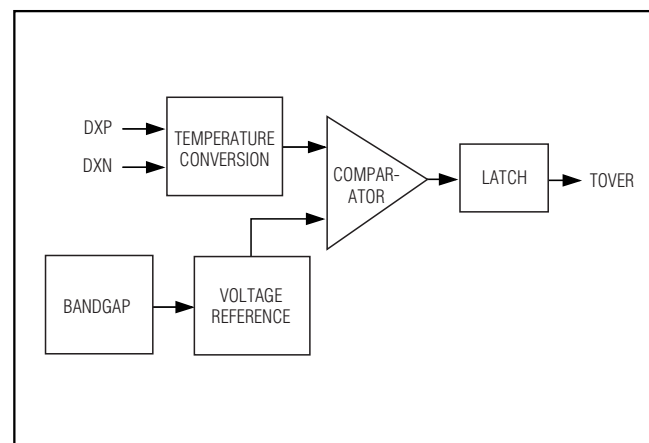 DXP
DXN
TEMPERATURE
CONVERSION
COMPAR-
ATOR
LATCH
TOVER
BANDGAP
VOLTAGE
REFERENCE